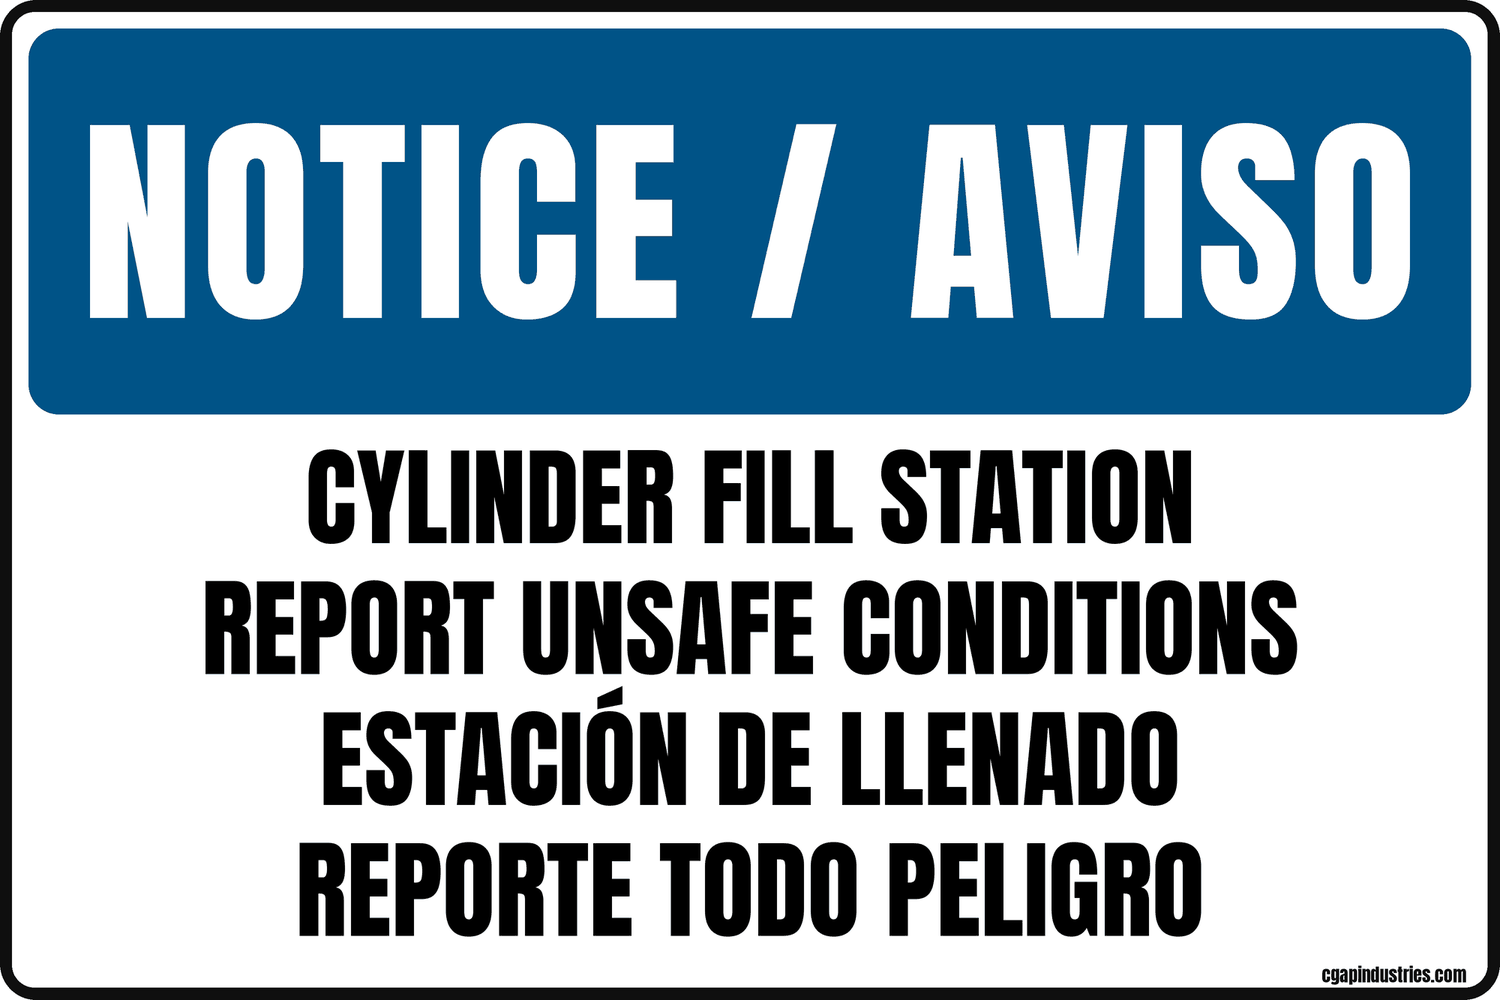 NOTICE / AVISO
CYLINDER FILL STATION
REPORT UNSAFE CONDITIONS
ESTACIÓN DE LLENADO
REPORTE TODO PELIGRO
cgapindustries.com